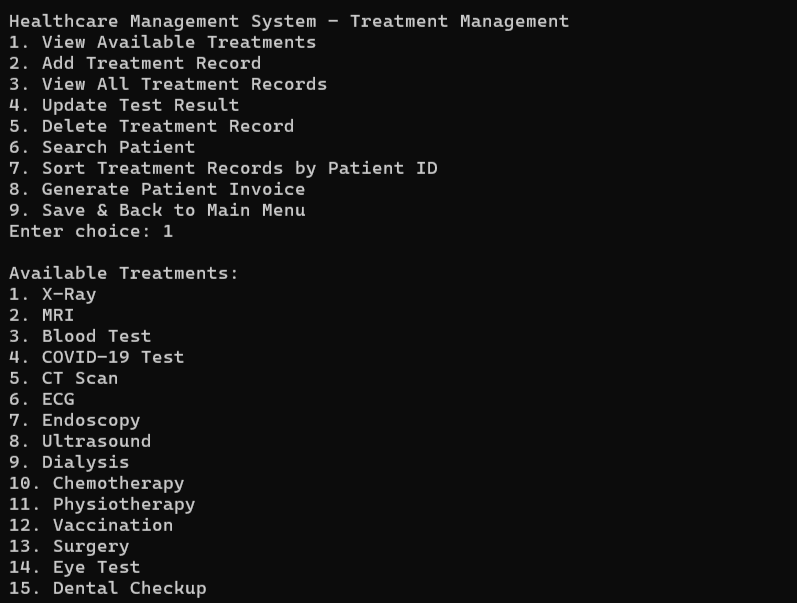 Healthcare Management System - Treatment Management
1. View Available Treatments
2. Add Treatment Record
3. View All Treatment Records
4. Update Test Result
5. Delete Treatment Record
6. Search Patient
7. Sort Treatment Records by Patient ID
8. Generate Patient Invoice
9. Save & Back to Main Menu
Enter choice: 1
Available Treatments:
1. X-Ray
2. MRI
3. Blood Test
4. COVID-19 Test
5. CT Scan
6. ECG
7. Endoscopy
8. Ultrasound
9. Dialysis
10. Chemotherapy
11. Physiotherapy
12. Vaccination
13. Surgery
14. Eye Test
15. Dental Checkup